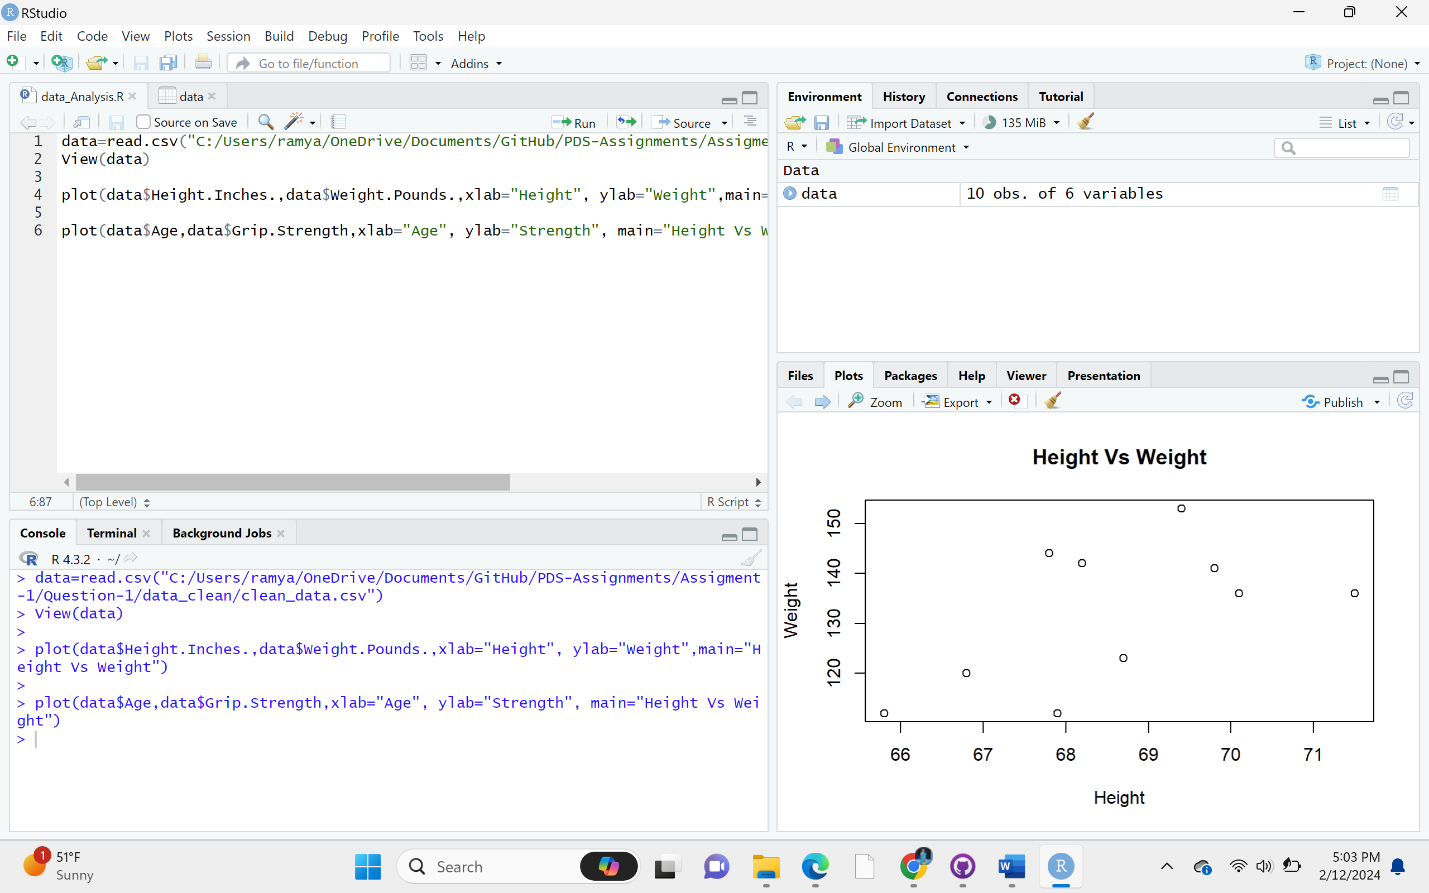 RStudio
File Edit Code View Plots Session Build Debug Profile Tools Help
Go to file/function Addins Project: (None)
data_Analysis.R data
Source on Save Run Source
1 data=read.csv("C:/Users/ramya/OneDrive/Documents/GitHub/PDS-Assignments/Assigme
2 View(data)
3
4 plot(data$Height.Inches.,data$Weight.Pounds.,xlab="Height", ylab="Weight",main=
5
6 plot(data$Age,data$Grip.Strength,xlab="Age", ylab="Strength", main="Height Vs W
6:87 (Top Level) R Script
Console Terminal Background Jobs
R 4.3.2 · ~/
> data=read.csv("C:/Users/ramya/OneDrive/Documents/GitHub/PDS-Assignments/Assigment
-1/Question-1/data_clean/clean_data.csv")
> View(data)
>
> plot(data$Height.Inches.,data$Weight.Pounds.,xlab="Height", ylab="Weight",main="H
eight Vs Weight")
>
> plot(data$Age,data$Grip.Strength,xlab="Age", ylab="Strength", main="Height Vs Wei
ght")
>
Environment History Connections Tutorial
Import Dataset 135 MiB List
R Global Environment
Data
data 10 obs. of 6 variables
Files Plots Packages Help Viewer Presentation
Zoom Export Publish
Height Vs Weight
Weight
150
140
130
120
66 67 68 69 70 71
Height
1
51°F
Sunny
Search
5:03 PM
2/12/2024